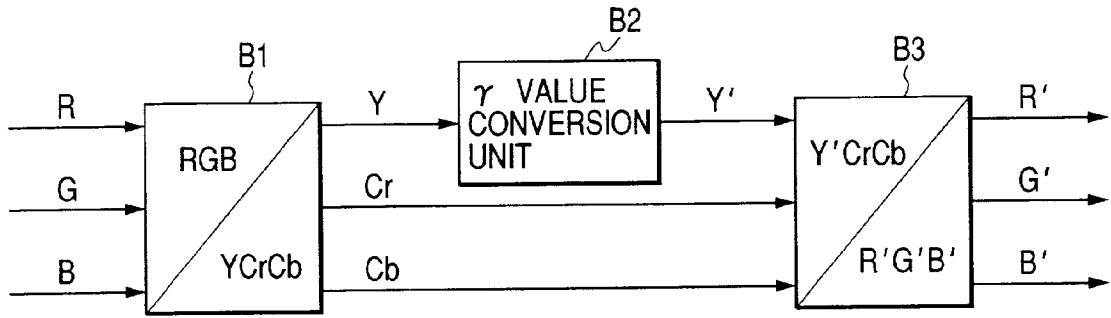 B1
B2
B3
R
G
B
RGB
YCrCb
Y
Cr
Cb
γ VALUE
CONVERSION
UNIT
Y'
Y'CrCb
R'G'B'
R'
G'
B'